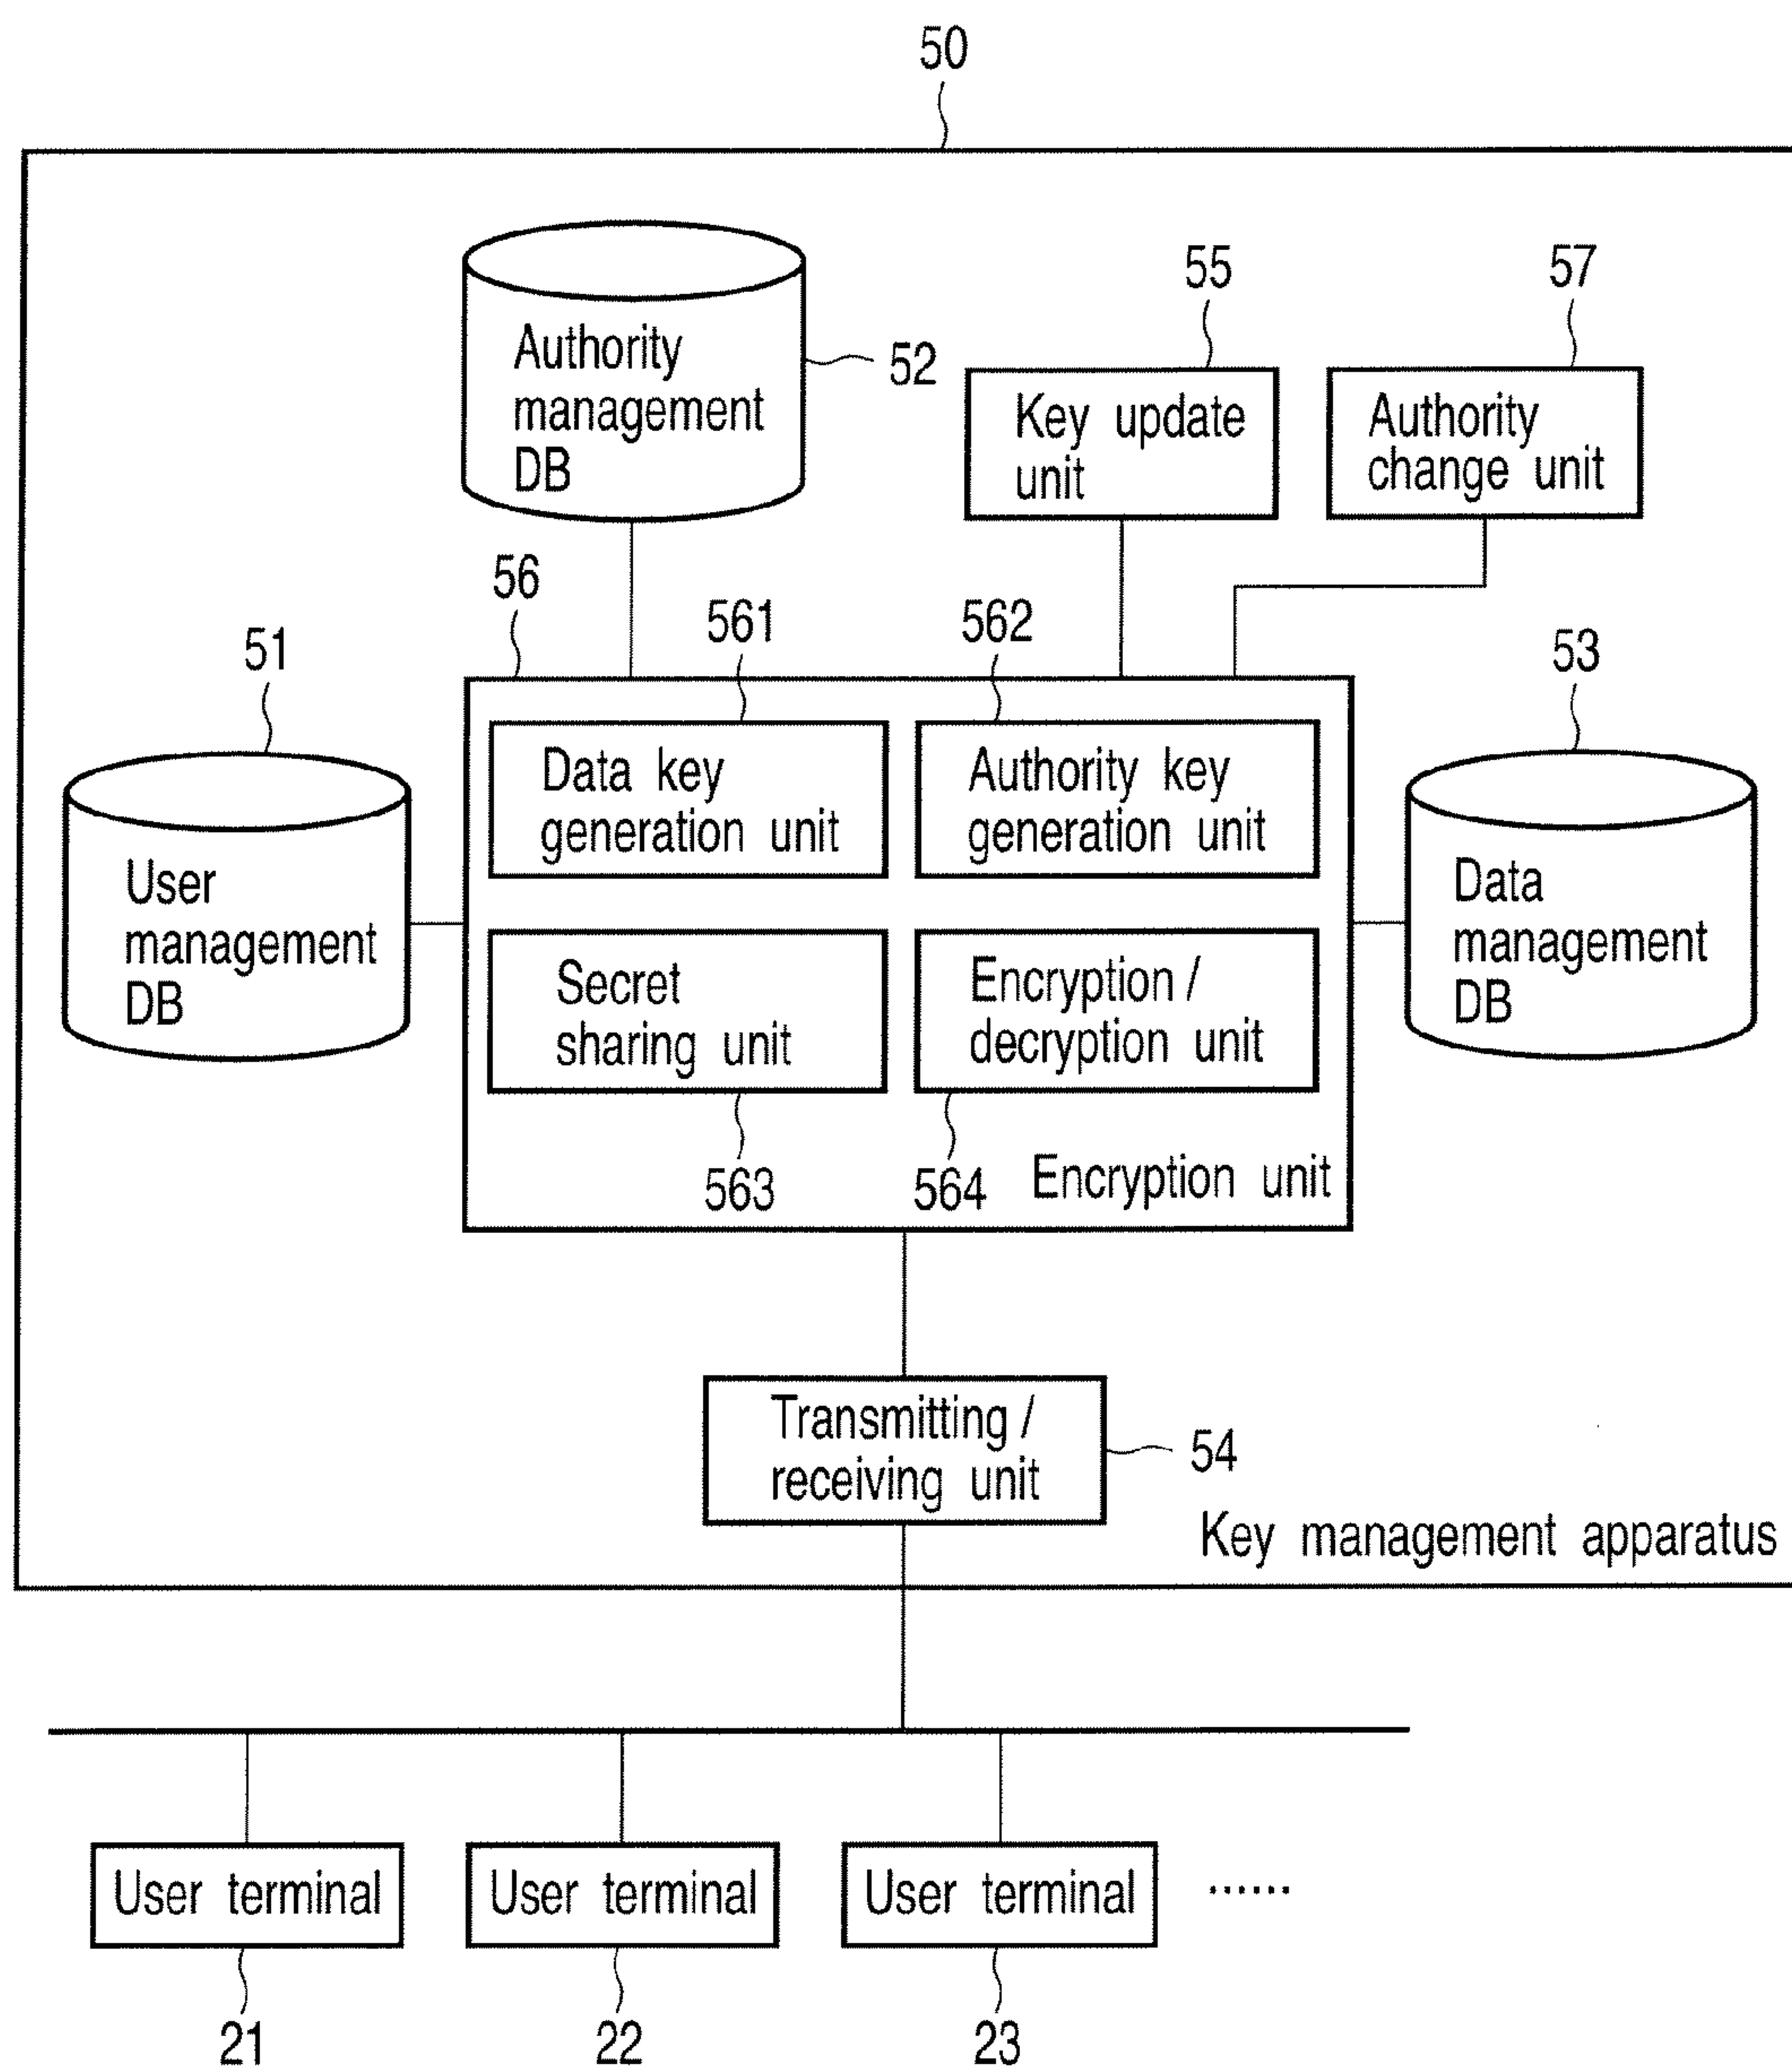 50
Authority
management
DB
52
55
Key update
unit
57
Authority
change unit
56
561
562
51
53
Data key
generation unit
Authority key
generation unit
User
management
DB
Data
management
DB
Secret
sharing unit
Encryption /
decryption unit
563
564
Encryption unit
Transmitting /
receiving unit
54
Key management apparatus
User terminal
User terminal
User terminal
......
21
22
23